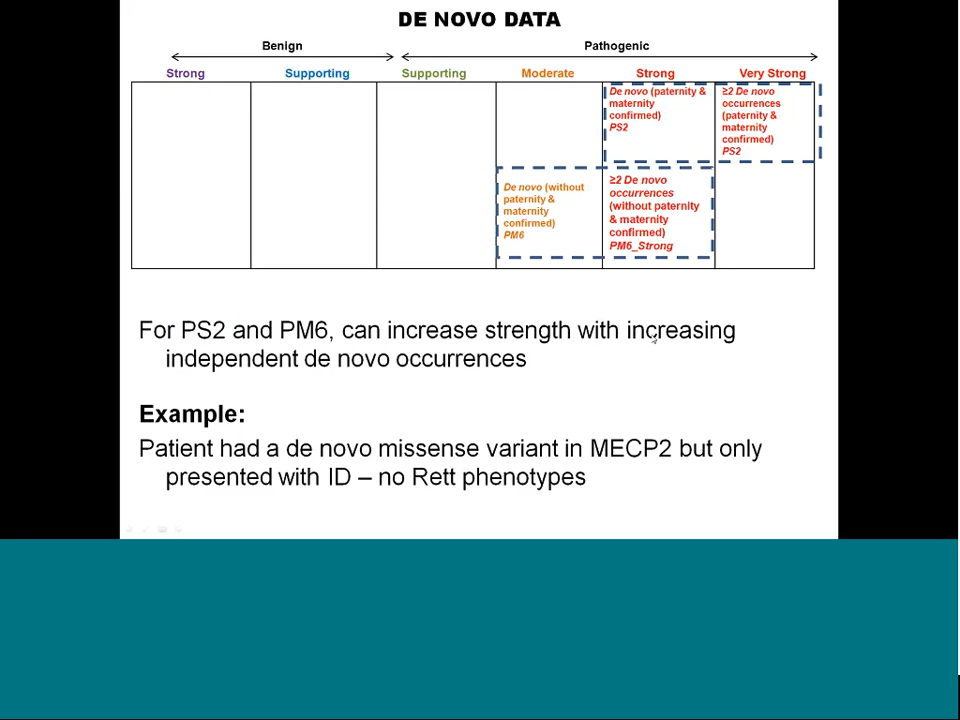 DE NOVO DATA
Benign
Pathogenic
Strong
Supporting
Supporting
Moderate
Strong
Very Strong
De novo (paternity &
maternity
confirmed)
PS2
≥2 De novo
occurrences
(paternity &
maternity
confirmed)
PS2
De novo (without
paternity &
maternity
confirmed)
PM6
≥2 De novo
occurrences
(without paternity
& maternity
confirmed)
PM6_Strong
For PS2 and PM6, can increase strength with increasing
independent de novo occurrences
Example:
Patient had a de novo missense variant in MECP2 but only
presented with ID – no Rett phenotypes